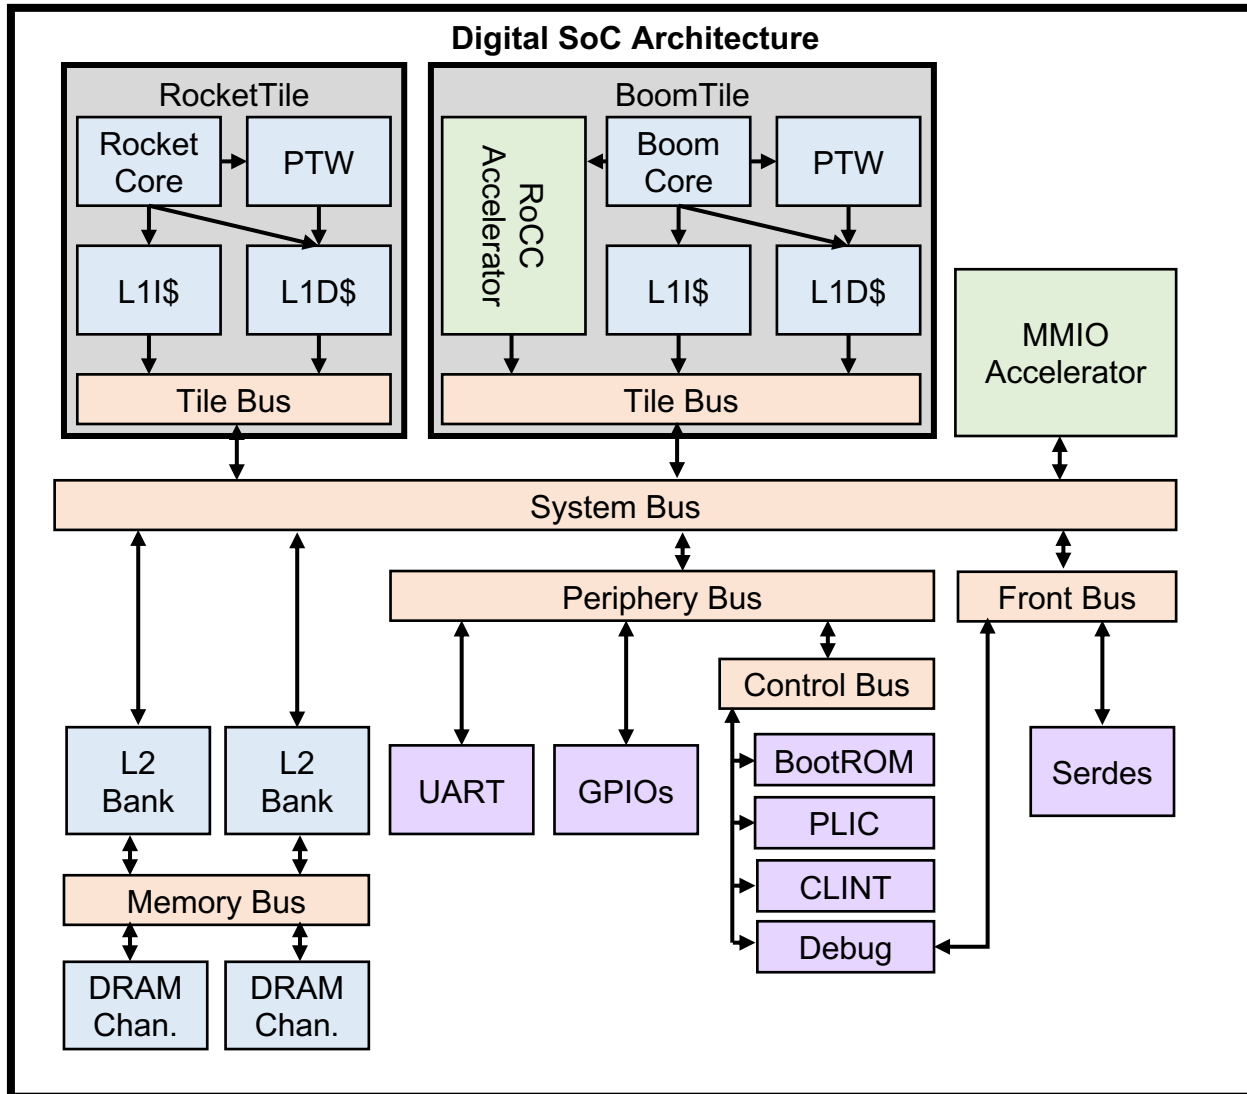 Digital SoC Architecture
RocketTile
Rocket
Core
PTW
L1I$
L1D$
Tile Bus
BoomTile
RoCC
Accelerator
Boom
Core
PTW
L1I$
L1D$
Tile Bus
MMIO
Accelerator
System Bus
Periphery Bus
Front Bus
Control Bus
L2
Bank
L2
Bank
UART
GPIOs
BootROM
PLIC
CLINT
Debug
Serdes
Memory Bus
DRAM
Chan.
DRAM
Chan.